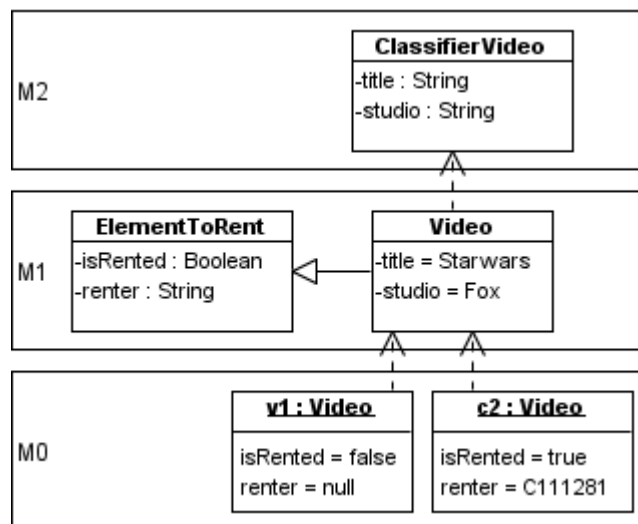 M2
ClassifierVideo
-title : String
-studio : String
M1
ElementToRent
-isRented : Boolean
-renter : String
Video
-title = Starwars
-studio = Fox
M0
v1 : Video
isRented = false
renter = null
c2 : Video
isRented = true
renter = C111281